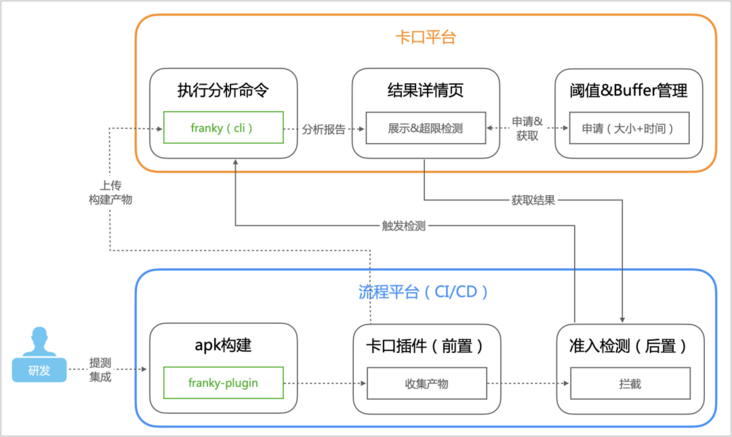 卡口平台
执行分析命令
franky（cli）
分析报告
结果详情页
展示&超限检测
申请&
获取
阈值&Buffer管理
申请（大小+时间）
上传
构建产物
获取结果
触发检测
流程平台（CI/CD）
研发
提测
集成
apk构建
franky-plugin
卡口插件（前置）
收集产物
准入检测（后置）
拦截